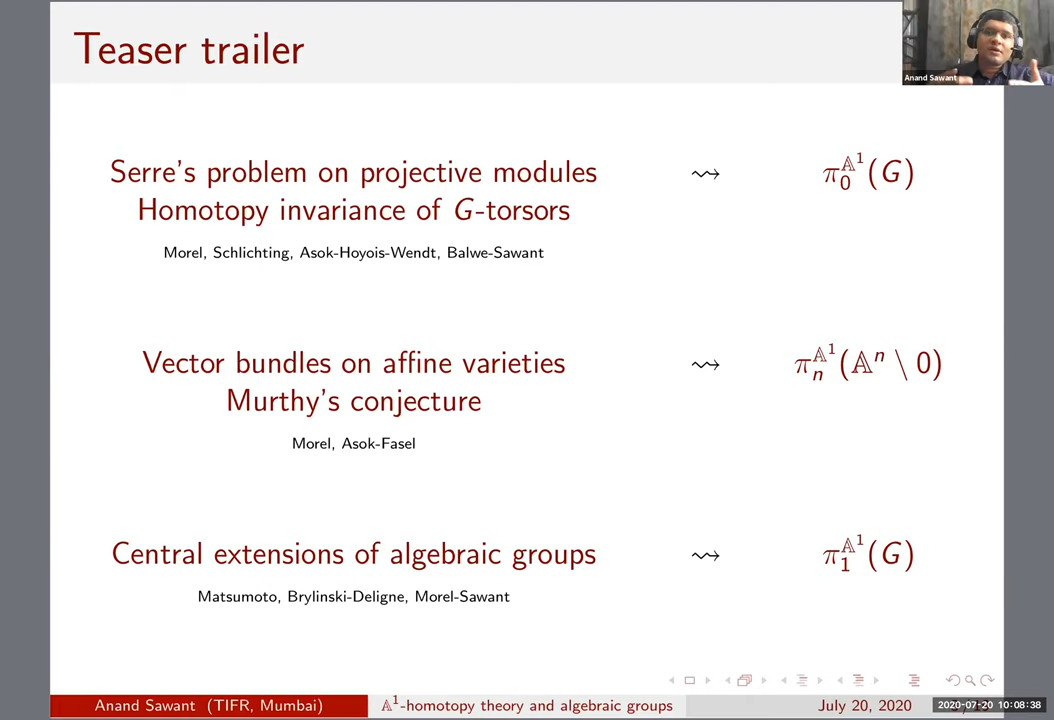 Teaser trailer
Anand Sawant
Serre's problem on projective modules ⇝ π₀^{𝔸¹}(G)
Homotopy invariance of G-torsors
Morel, Schlichting, Asok-Hoyois-Wendt, Balwe-Sawant
Vector bundles on affine varieties ⇝ πₙ^{𝔸¹}(𝔸ⁿ \ 0)
Murthy's conjecture
Morel, Asok-Fasel
Central extensions of algebraic groups ⇝ π₁^{𝔸¹}(G)
Matsumoto, Brylinski-Deligne, Morel-Sawant
Anand Sawant (TIFR, Mumbai) 𝔸¹-homotopy theory and algebraic groups July 20, 2020 2020-07-20 10:08:38